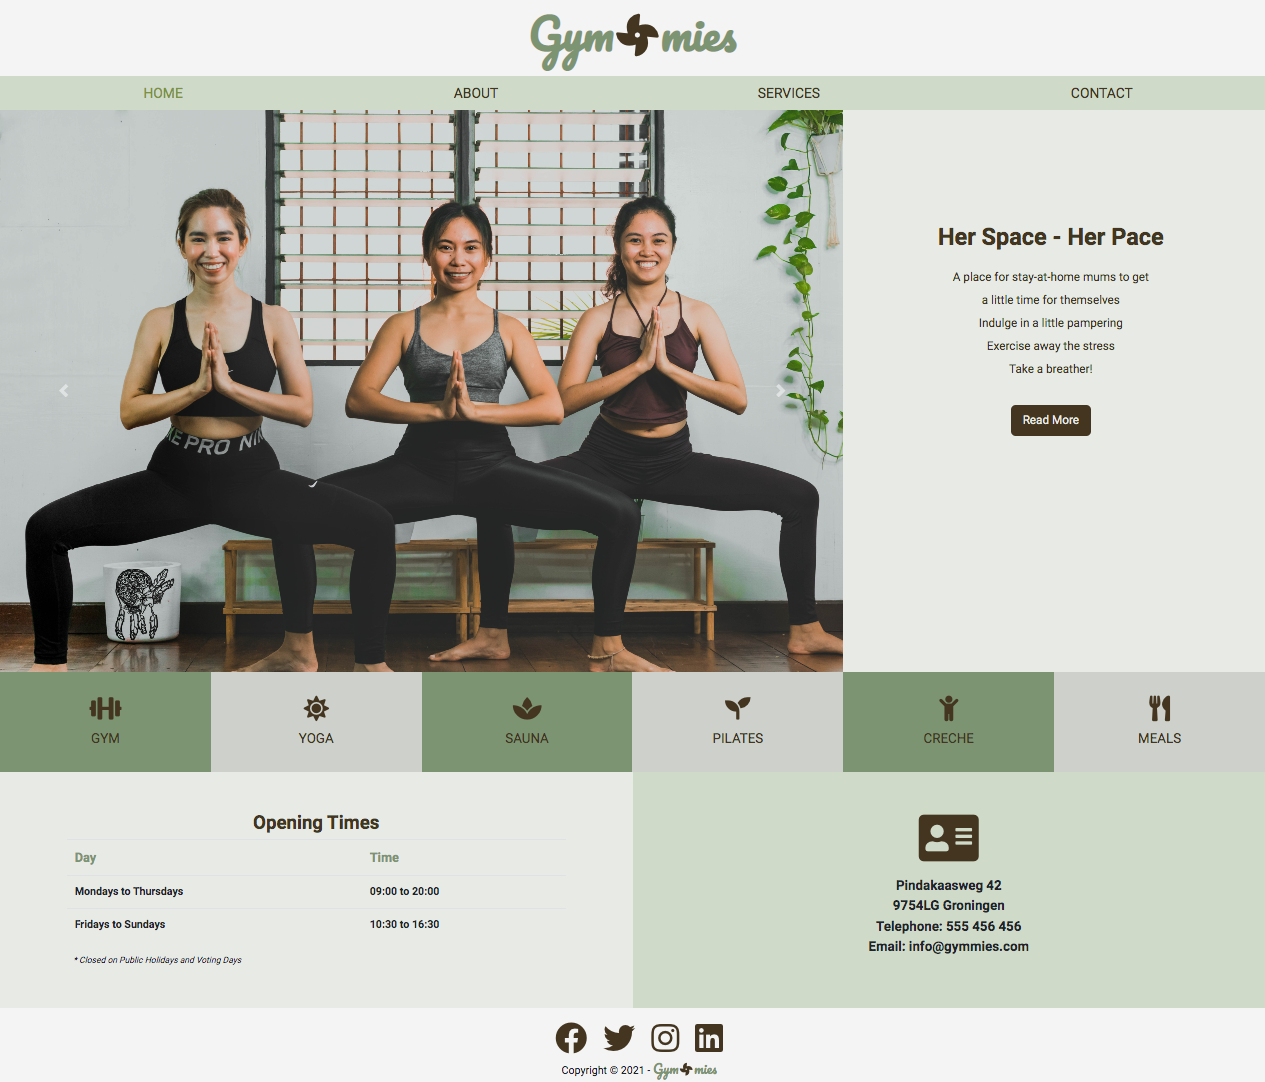 Gym mies
HOME ABOUT SERVICES CONTACT
KE PRO NIK
Her Space - Her Pace
A place for stay-at-home mums to get
a little time for themselves
Indulge in a little pampering
Exercise away the stress
Take a breather!
Read More
GYM YOGA SAUNA PILATES CRECHE MEALS
Opening Times
Day Time
Mondays to Thursdays 09:00 to 20:00
Fridays to Sundays 10:30 to 16:30
* Closed on Public Holidays and Voting Days
Pindakaasweg 42
9754LG Groningen
Telephone: 555 456 456
Email: info@gymmies.com
Copyright © 2021 - Gym mies